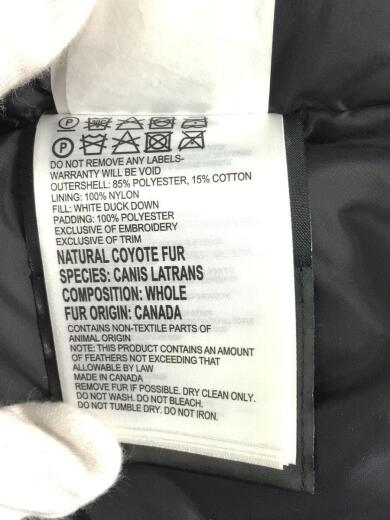 P
P
DO NOT REMOVE ANY LABELS-
WARRANTY WILL BE VOID
OUTERSHELL: 85% POLYESTER, 15% COTTON
LINING: 100% NYLON
FILL: WHITE DUCK DOWN
PADDING: 100% POLYESTER
EXCLUSIVE OF EMBROIDERY
EXCLUSIVE OF TRIM
NATURAL COYOTE FUR
SPECIES: CANIS LATRANS
COMPOSITION: WHOLE
FUR ORIGIN: CANADA
CONTAINS NON-TEXTILE PARTS OF
ANIMAL ORIGIN
NOTE: THIS PRODUCT CONTAINS AN AMOUNT
OF FEATHERS NOT EXCEEDING THAT
ALLOWABLE BY LAW
MADE IN CANADA
REMOVE FUR IF POSSIBLE. DRY CLEAN ONLY.
DO NOT WASH. DO NOT BLEACH.
DO NOT TUMBLE DRY. DO NOT IRON.